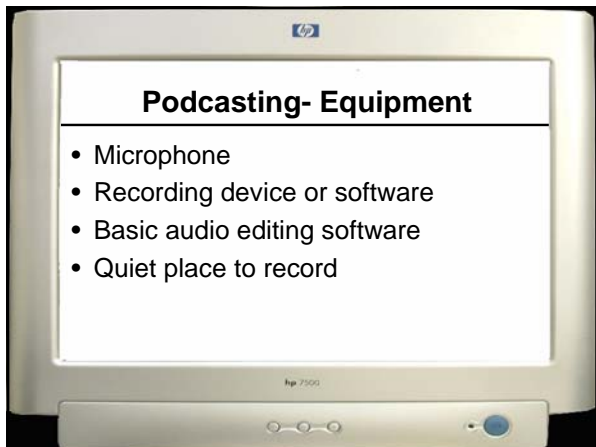 hp
Podcasting- Equipment
• Microphone
• Recording device or software
• Basic audio editing software
• Quiet place to record
hp 7500